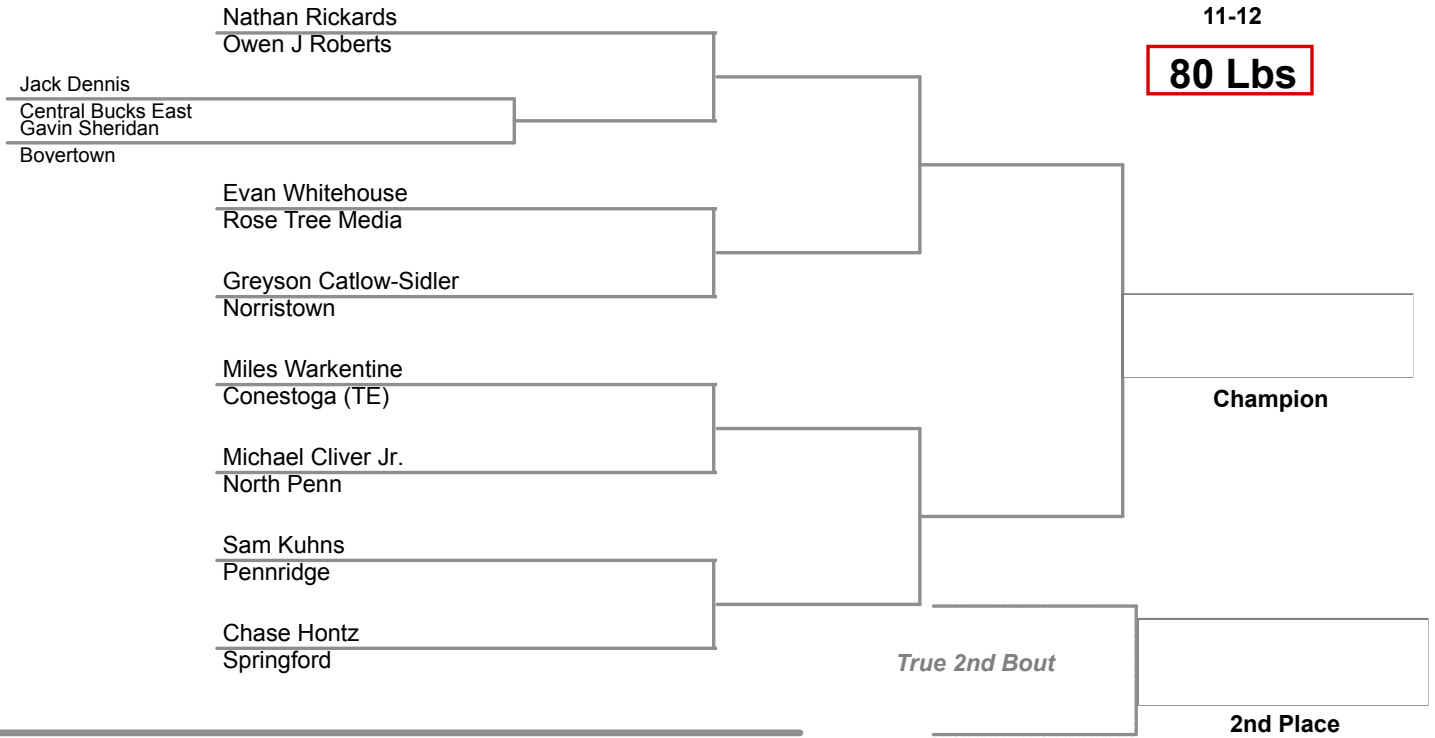 Nathan Rickards
Owen J Roberts
11-12
80 Lbs
Jack Dennis
Central Bucks East
Gavin Sheridan
Boyertown
Evan Whitehouse
Rose Tree Media
Greyson Catlow-Sidler
Norristown
Miles Warkentine
Conestoga (TE)
Champion
Michael Cliver Jr.
North Penn
Sam Kuhns
Pennridge
Chase Hontz
Springford
True 2nd Bout
2nd Place